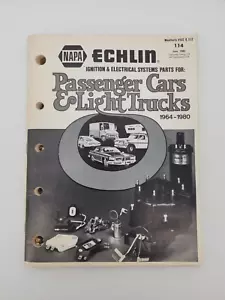 NAPA
ECHLIN®
114
IGNITION & ELECTRICAL SYSTEMS PARTS FOR:
Passenger Cars
& Light Trucks
1964-1980